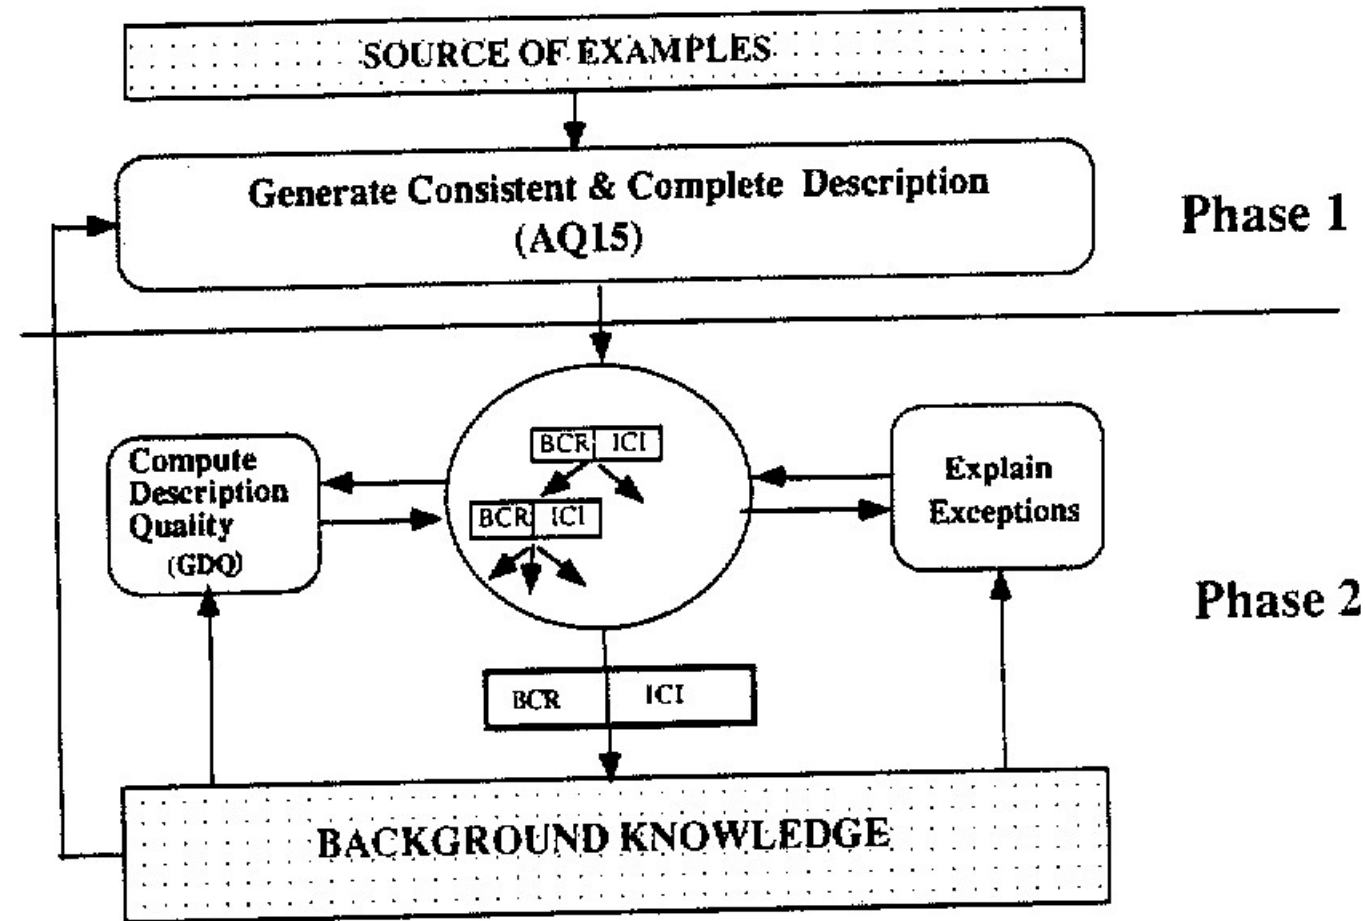 SOURCE OF EXAMPLES
Generate Consistent & Complete Description
(AQ15)
Phase 1
BCR ICI
BCR ICI
Compute
Description
Quality
(GDQ)
Explain
Exceptions
Phase 2
BCR ICI
BACKGROUND KNOWLEDGE